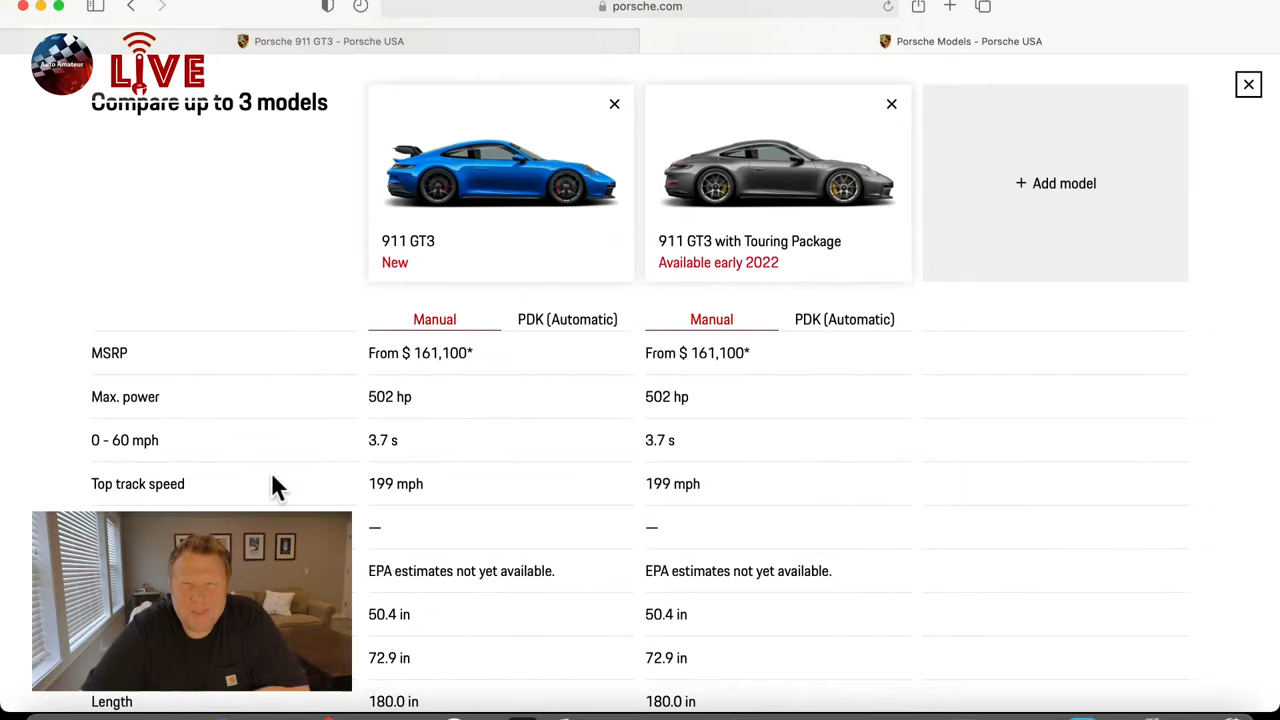 porsche.com
Porsche 911 GT3 - Porsche USA
Porsche Models - Porsche USA
Auto Amateur
LIVE
Compare up to 3 models
+ Add model
911 GT3
New
911 GT3 with Touring Package
Available early 2022
Manual PDK (Automatic) Manual PDK (Automatic)
MSRP From $ 161,100* From $ 161,100*
Max. power 502 hp 502 hp
0 - 60 mph 3.7 s 3.7 s
Top track speed 199 mph 199 mph
— —
EPA estimates not yet available. EPA estimates not yet available.
50.4 in 50.4 in
72.9 in 72.9 in
Length 180.0 in 180.0 in